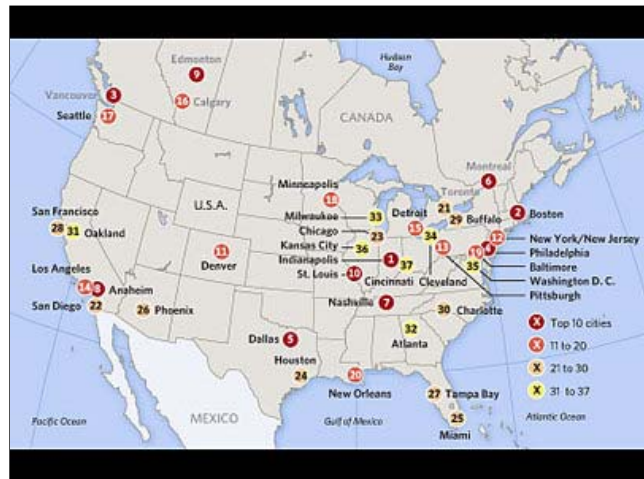 Edmonton
9
Hudson
Bay
Vancouver
3
16
Calgary
Seattle
17
CANADA
Montreal
6
Minneapolis
18
Toronto
21
U.S.A.
San Francisco
28
31
Oakland
Milwaukee
33
Detroit
15
29
Buffalo
2
Boston
Chicago
23
34
12
New York/New Jersey
Kansas City
36
13
19
4
Philadelphia
11
Denver
Indianapolis
1
37
35
Baltimore
Los Angeles
14
8
Anaheim
St. Louis
10
Cincinnati
Cleveland
Washington D. C.
Pittsburgh
San Diego
22
26
Phoenix
Nashville
7
30
Charlotte
Dallas
5
32
Atlanta
X
Top 10 cities
X
11 to 20
Houston
24
20
New Orleans
X
21 to 30
X
31 to 37
27
Tampa Bay
25
Miami
Pacific Ocean
MEXICO
Gulf of Mexico
Atlantic Ocean